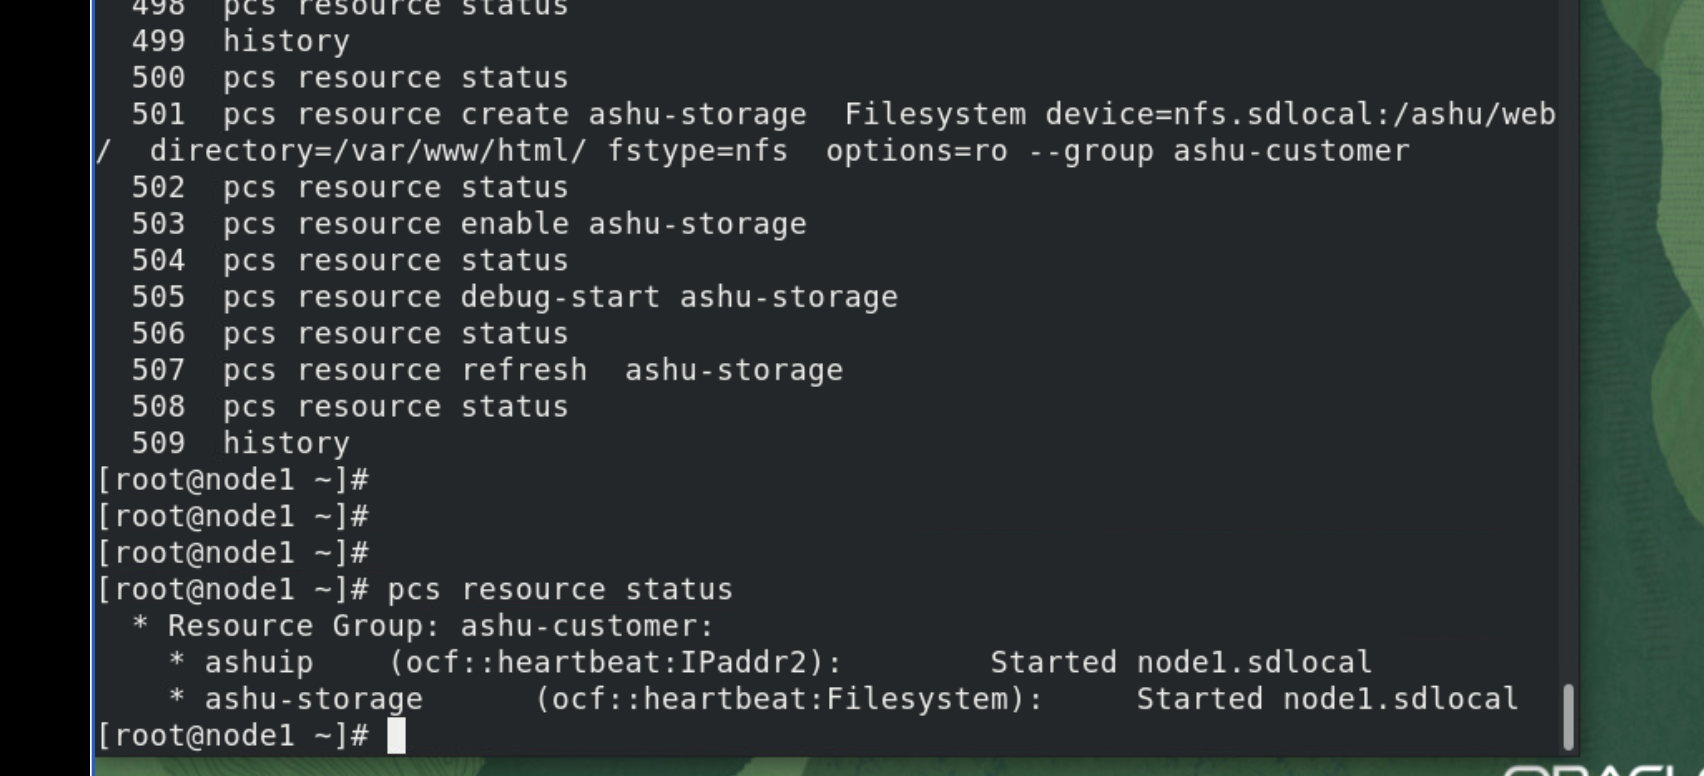 498 pcs resource status
499 history
500 pcs resource status
501 pcs resource create ashu-storage  Filesystem device=nfs.sdlocal:/ashu/web
/  directory=/var/www/html/ fstype=nfs  options=ro --group ashu-customer
502 pcs resource status
503 pcs resource enable ashu-storage
504 pcs resource status
505 pcs resource debug-start ashu-storage
506 pcs resource status
507 pcs resource refresh  ashu-storage
508 pcs resource status
509 history
[root@node1 ~]#
[root@node1 ~]#
[root@node1 ~]#
[root@node1 ~]# pcs resource status
* Resource Group: ashu-customer:
* ashuip (ocf::heartbeat:IPaddr2): Started node1.sdlocal
* ashu-storage (ocf::heartbeat:Filesystem): Started node1.sdlocal
[root@node1 ~]#